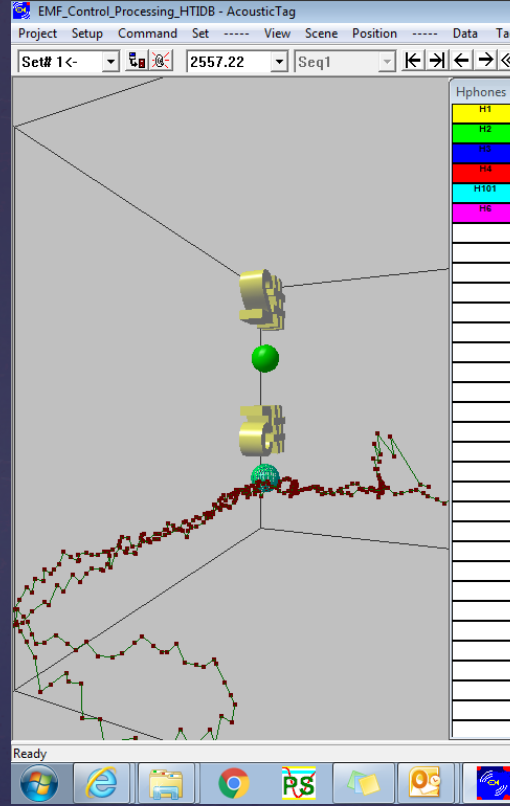 EMF_Control_Processing_HTIDB - AcousticTag
Project Setup Command Set ----- View Scene Position ----- Data Ta
Set# 1<- 2557.22 Seq1
Hphones
H1
H2
H3
H4
H101
H6
Ready